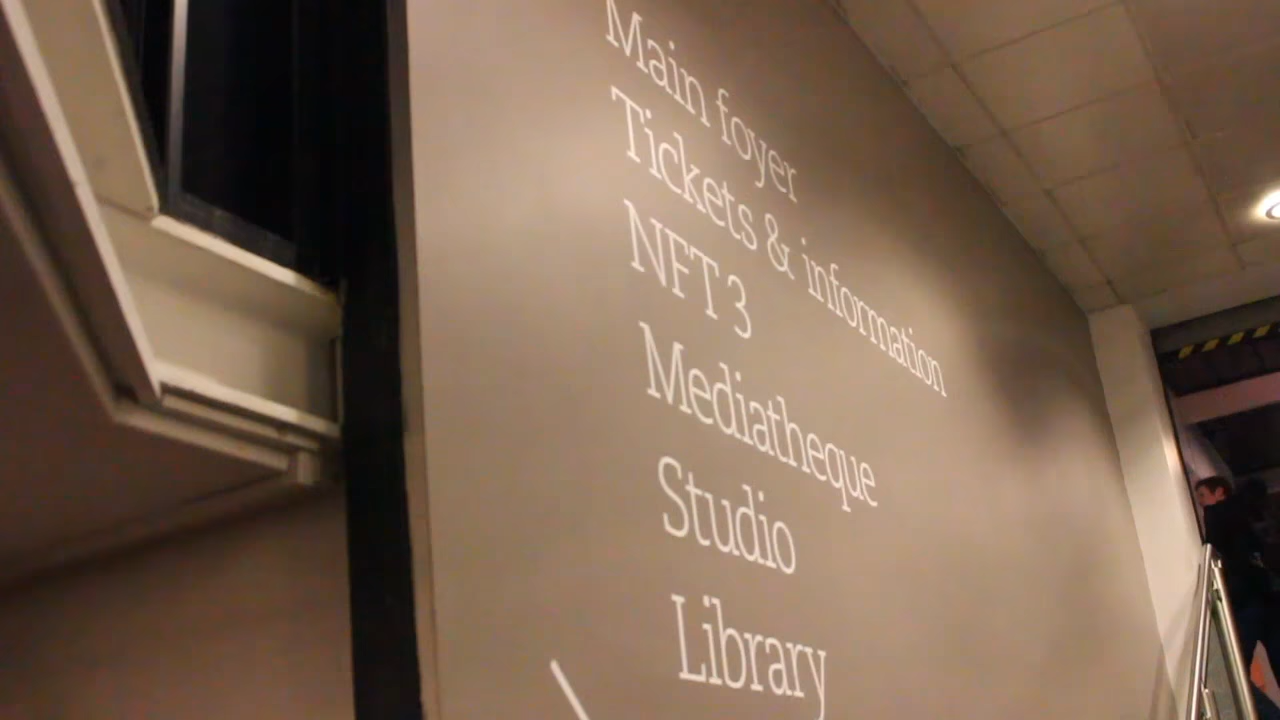 Main foyer
Tickets & information
NFT 3
Mediatheque
Studio
Library